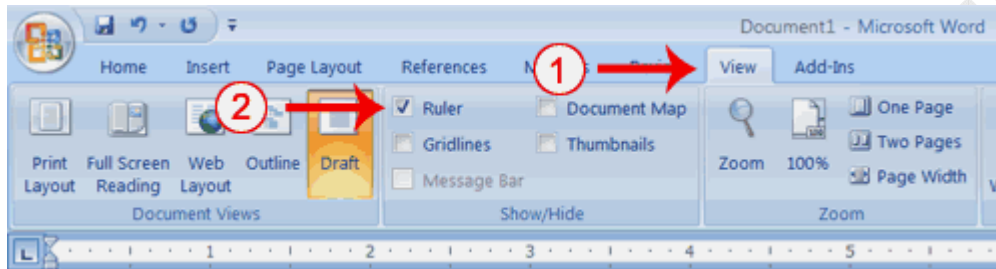 Document1 - Microsoft Word
Home Insert Page Layout References 1 View Add-Ins
2 Ruler Document Map One Page
Gridlines Thumbnails Two Pages
Print Layout Full Screen Reading Web Layout Outline Draft Message Bar Zoom 100% Page Width
Document Views Show/Hide Zoom
L 1 2 3 4 5